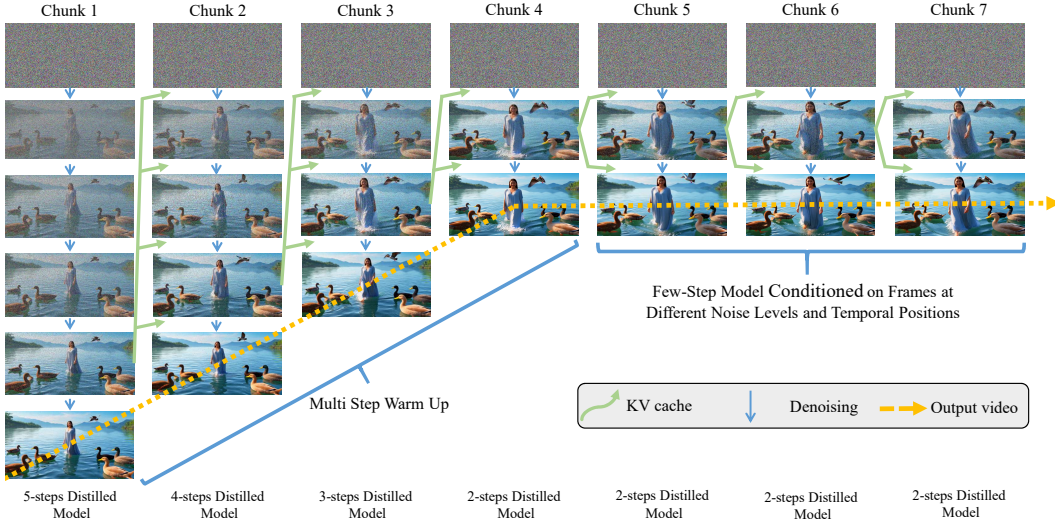 Chunk 1
Chunk 2
Chunk 3
Chunk 4
Chunk 5
Chunk 6
Chunk 7
Few-Step Model Conditioned on Frames at
Different Noise Levels and Temporal Positions
Multi Step Warm Up
KV cache
Denoising
Output video
5-steps Distilled
Model
4-steps Distilled
Model
3-steps Distilled
Model
2-steps Distilled
Model
2-steps Distilled
Model
2-steps Distilled
Model
2-steps Distilled
Model